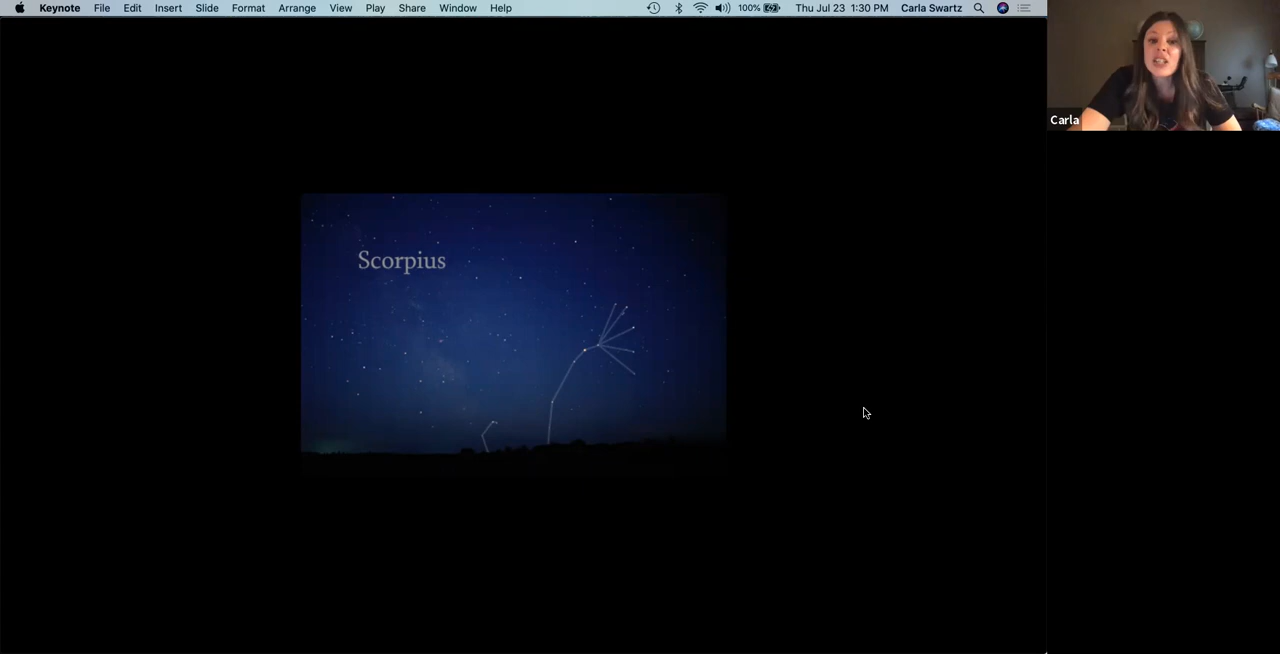 Keynote File Edit Insert Slide Format Arrange View Play Share Window Help 100% Thu Jul 23 1:30 PM Carla Swartz
Carla
Scorpius